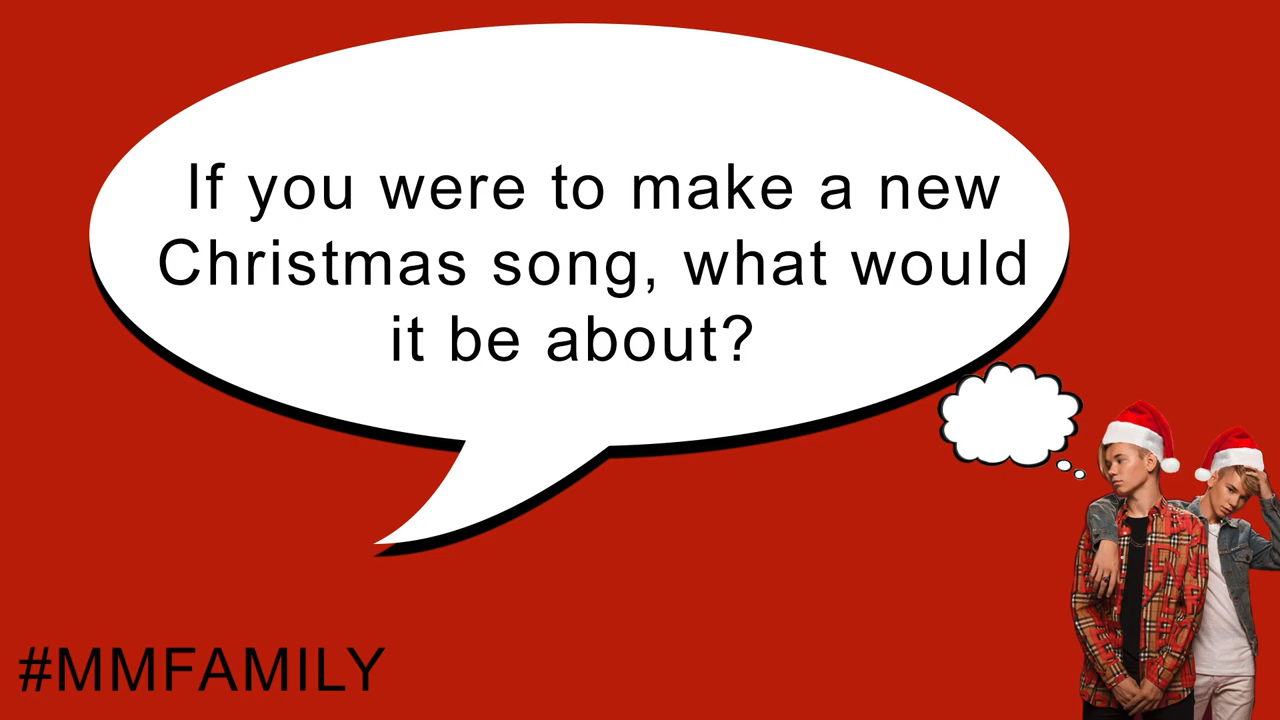 If you were to make a new
Christmas song, what would
it be about?
#MMFAMILY